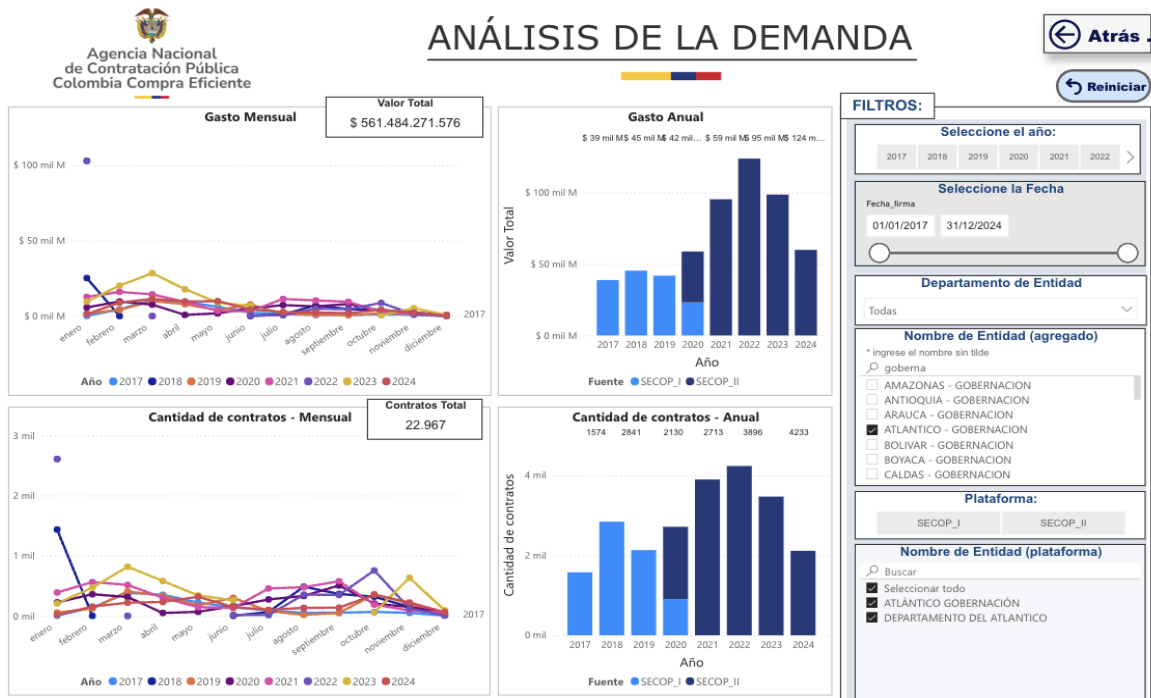 Agencia Nacional
de Contratación Pública
Colombia Compra Eficiente
ANÁLISIS DE LA DEMANDA
Atrás .
Reiniciar
Gasto Mensual
Valor Total
$ 561.484.271.576
$ 100 mil M
$ 50 mil M
$ 0 mil M
enero
febrero
marzo
abril
mayo
junio
julio
agosto
septiembre
octubre
noviembre
diciembre
2017
Año 2017 2018 2019 2020 2021 2022 2023 2024
Gasto Anual
$ 39 mil M $ 45 mil M $ 42 mil... $ 59 mil M $ 95 mil M $ 124 m...
Valor Total
$ 100 mil M
$ 50 mil M
$ 0 mil M
2017 2018 2019 2020 2021 2022 2023 2024
Año
Fuente SECOP_I SECOP_II
Cantidad de contratos - Mensual
Contratos Total
22.967
3 mil
2 mil
1 mil
0 mil
enero
febrero
marzo
abril
mayo
junio
julio
agosto
septiembre
octubre
noviembre
diciembre
2017
Año 2017 2018 2019 2020 2021 2022 2023 2024
Cantidad de contratos - Anual
1574 2841 2130 2713 3896 4233
Cantidad de contratos
4 mil
2 mil
0 mil
2017 2018 2019 2020 2021 2022 2023 2024
Año
Fuente SECOP_I SECOP_II
FILTROS:
Seleccione el año:
2017 2018 2019 2020 2021 2022
Seleccione la Fecha
Fecha_firma
01/01/2017 31/12/2024
Departamento de Entidad
Todas
Nombre de Entidad (agregado)
* Ingrese el nombre sin tilde
goberna
AMAZONAS - GOBERNACION
ANTIOQUIA - GOBERNACION
ARAUCA - GOBERNACION
ATLANTICO - GOBERNACION
BOLIVAR - GOBERNACION
BOYACA - GOBERNACION
CALDAS - GOBERNACION
Plataforma:
SECOP_I SECOP_II
Nombre de Entidad (plataforma)
Buscar
Seleccionar todo
ATLÁNTICO GOBERNACIÓN
DEPARTAMENTO DEL ATLANTICO